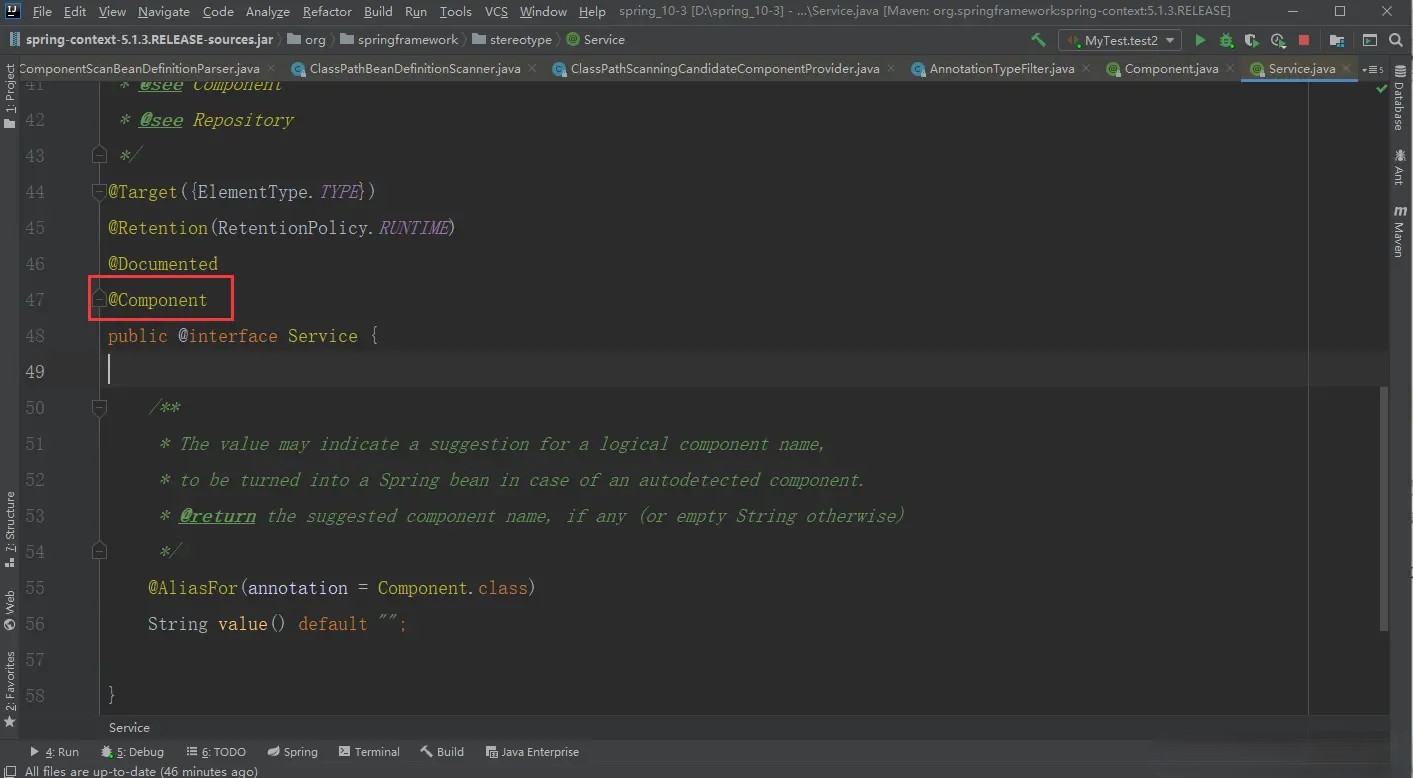 File Edit View Navigate Code Analyze Refactor Build Run Tools VCS Window Help spring_10-3 [D:\spring_10-3] - ...\Service.java [Maven: org.springframework:spring-context:5.1.3.RELEASE]
spring-context-5.1.3.RELEASE-sources.jar org springframework stereotype Service MyTest.test2
ComponentScanBeanDefinitionParser.java ClassPathBeanDefinitionScanner.java ClassPathScanningCandidateComponentProvider.java AnnotationTypeFilter.java Component.java Service.java 5
1: Project
Database
Ant
m
Maven
41 * @see Component
42 * @see Repository
43 */
44 @Target({ElementType.TYPE})
45 @Retention(RetentionPolicy.RUNTIME)
46 @Documented
47 @Component
48 public @interface Service {
49
50 /**
51 * The value may indicate a suggestion for a logical component name,
52 * to be turned into a Spring bean in case of an autodetected component.
53 * @return the suggested component name, if any (or empty String otherwise)
54 */
55 @AliasFor(annotation = Component.class)
56 String value() default "";
57
58 }
7: Structure
Web
2: Favorites
Service
4: Run 5: Debug 6: TODO Spring Terminal Build Java Enterprise
All files are up-to-date (46 minutes ago)